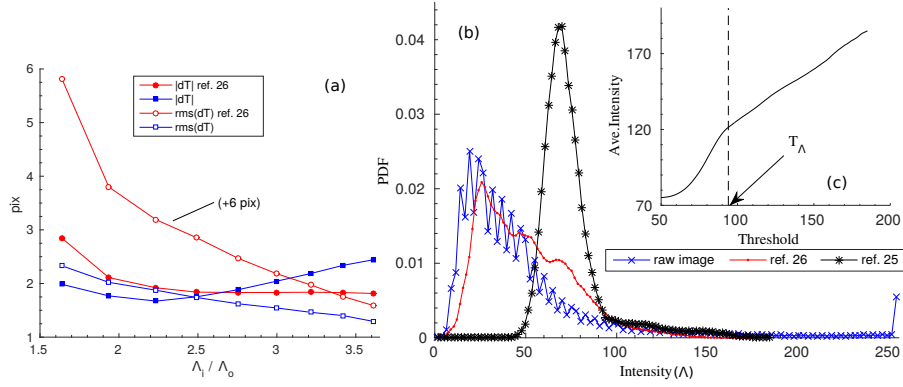 (a)
6
5
4
3
2
1
pix
|dT| ref. 26
|dT|
rms(dT) ref. 26
rms(dT)
(+6 pix)
1.5
2
2.5
3
3.5
Λi / Λo
(b)
0.04
0.03
0.02
0.01
0
PDF
0
50
100
150
200
250
Intensity(Λ)
(c)
170
120
70
Ave.Intensity
TΛ
50
100
150
200
Threshold
raw image
ref. 26
ref. 25